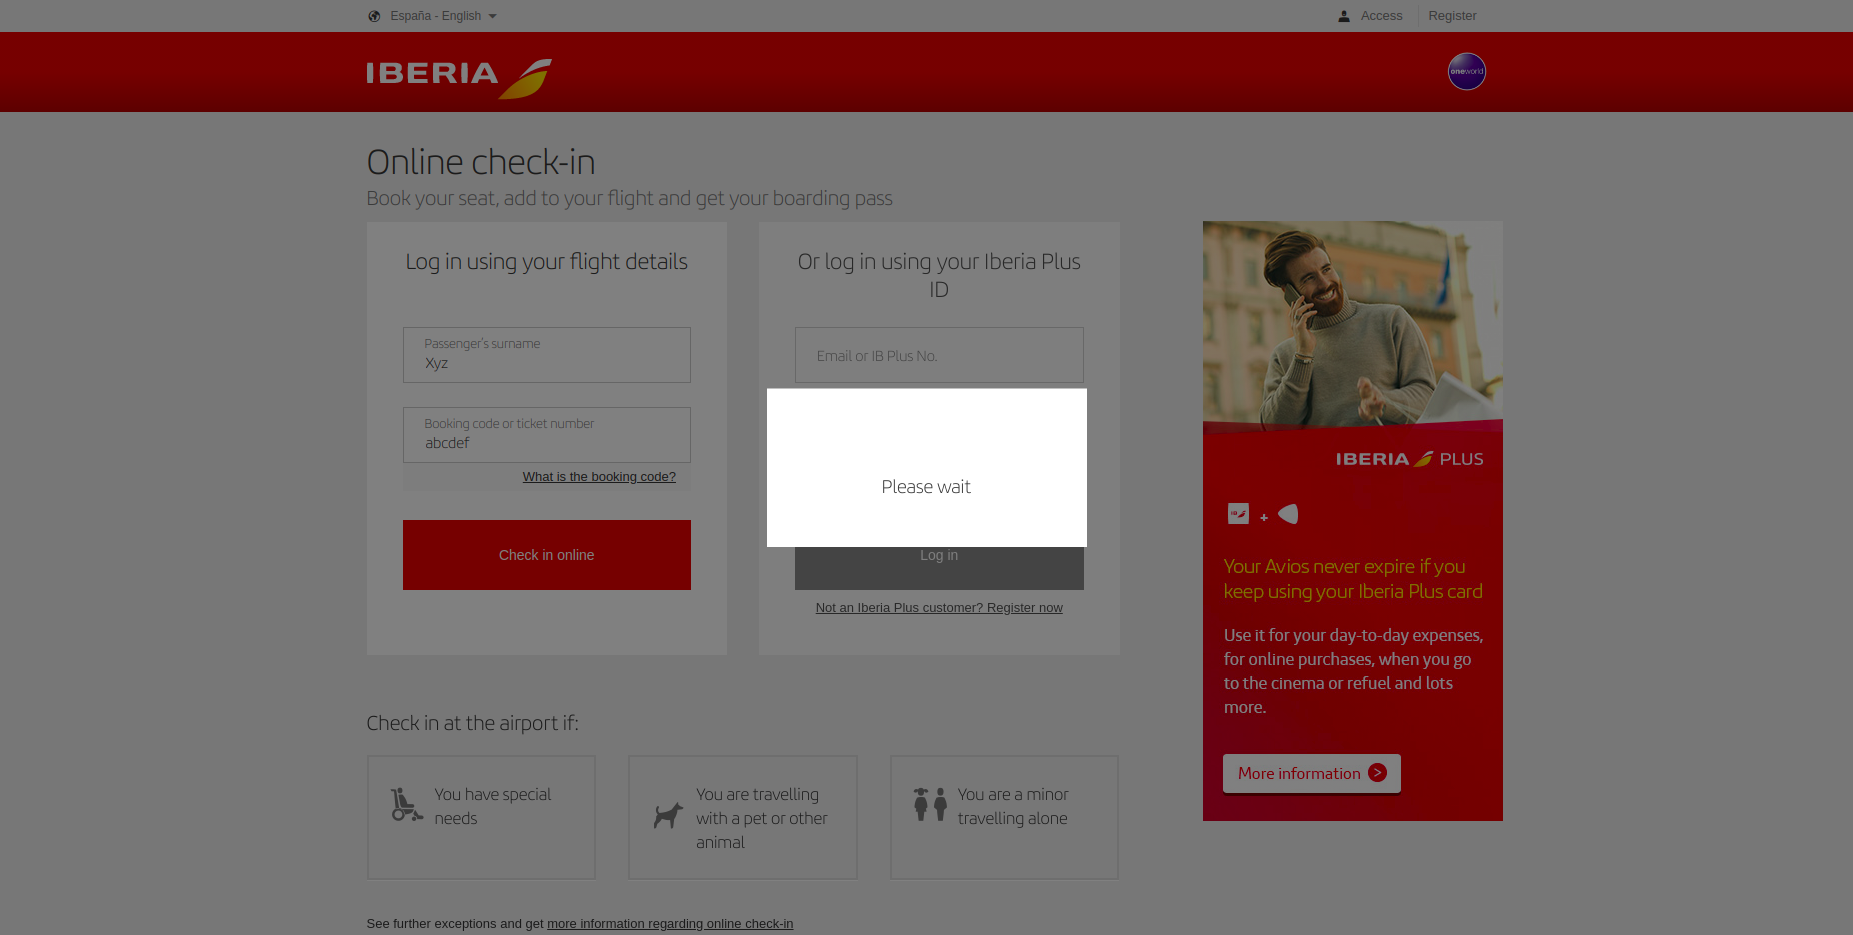 España - English
Access
Register
IBERIA
oneworld
Online check-in
Book your seat, add to your flight and get your boarding pass
Log in using your flight details
Passenger's surname
Xyz
Booking code or ticket number
abcdef
What is the booking code?
Check in online
Or log in using your Iberia Plus
ID
Email or IB Plus No.
Please wait
Log in
Not an Iberia Plus customer? Register now
IBERIA PLUS
IB
+
Your Avios never expire if you
keep using your Iberia Plus card
Use it for your day-to-day expenses,
for online purchases, when you go
to the cinema or refuel and lots
more.
More information >
Check in at the airport if:
You have special
needs
You are travelling
with a pet or other
animal
You are a minor
travelling alone
See further exceptions and get more information regarding online check-in